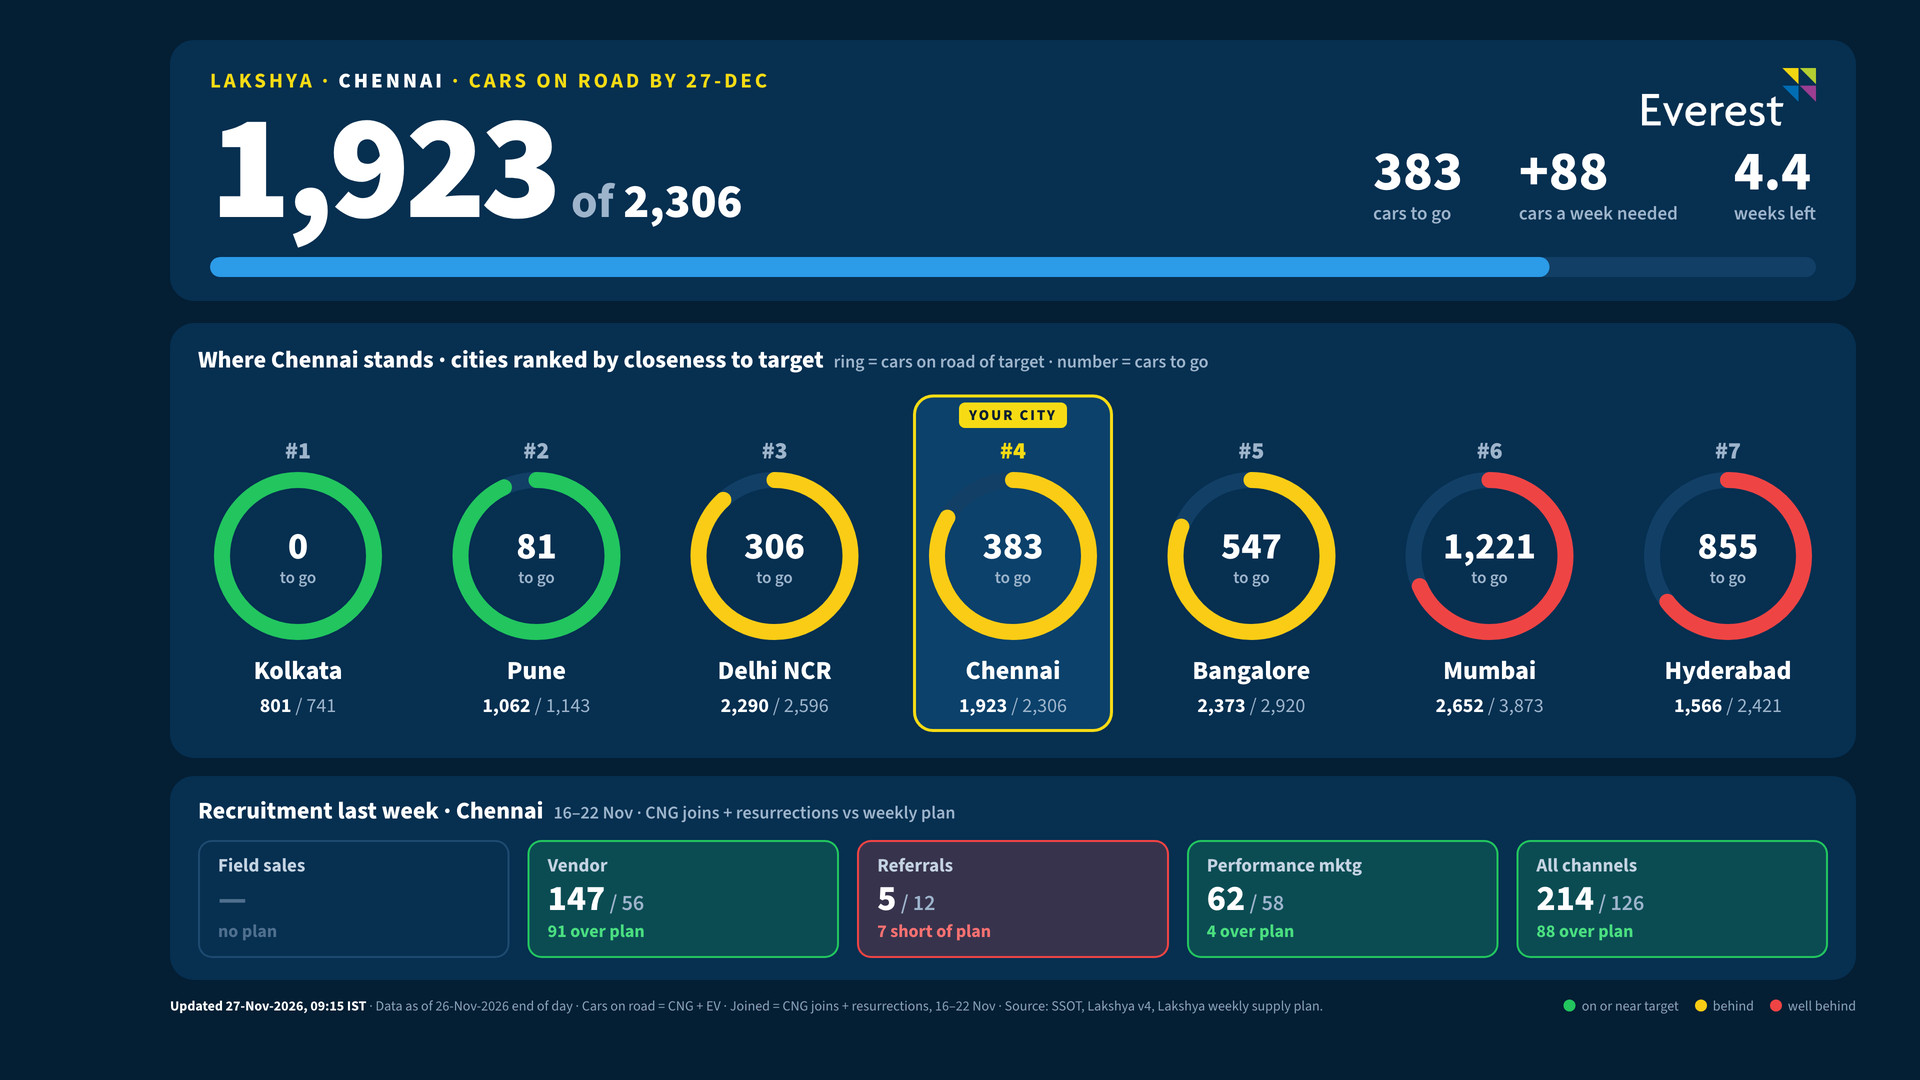 LAKSHYA · CHENNAI · CARS ON ROAD BY 27-DEC
Everest
1,923 of 2,306
383
cars to go
+88
cars a week needed
4.4
weeks left
Where Chennai stands · cities ranked by closeness to target ring = cars on road of target · number = cars to go
YOUR CITY
#1
0
to go
Kolkata
801 / 741
#2
81
to go
Pune
1,062 / 1,143
#3
306
to go
Delhi NCR
2,290 / 2,596
#4
383
to go
Chennai
1,923 / 2,306
#5
547
to go
Bangalore
2,373 / 2,920
#6
1,221
to go
Mumbai
2,652 / 3,873
#7
855
to go
Hyderabad
1,566 / 2,421
Recruitment last week · Chennai 16–22 Nov · CNG joins + resurrections vs weekly plan
Field sales
—
no plan
Vendor
147 / 56
91 over plan
Referrals
5 / 12
7 short of plan
Performance mktg
62 / 58
4 over plan
All channels
214 / 126
88 over plan
Updated 27-Nov-2026, 09:15 IST · Data as of 26-Nov-2026 end of day · Cars on road = CNG + EV · Joined = CNG joins + resurrections, 16–22 Nov · Source: SSOT, Lakshya v4, Lakshya weekly supply plan.
on or near target
behind
well behind